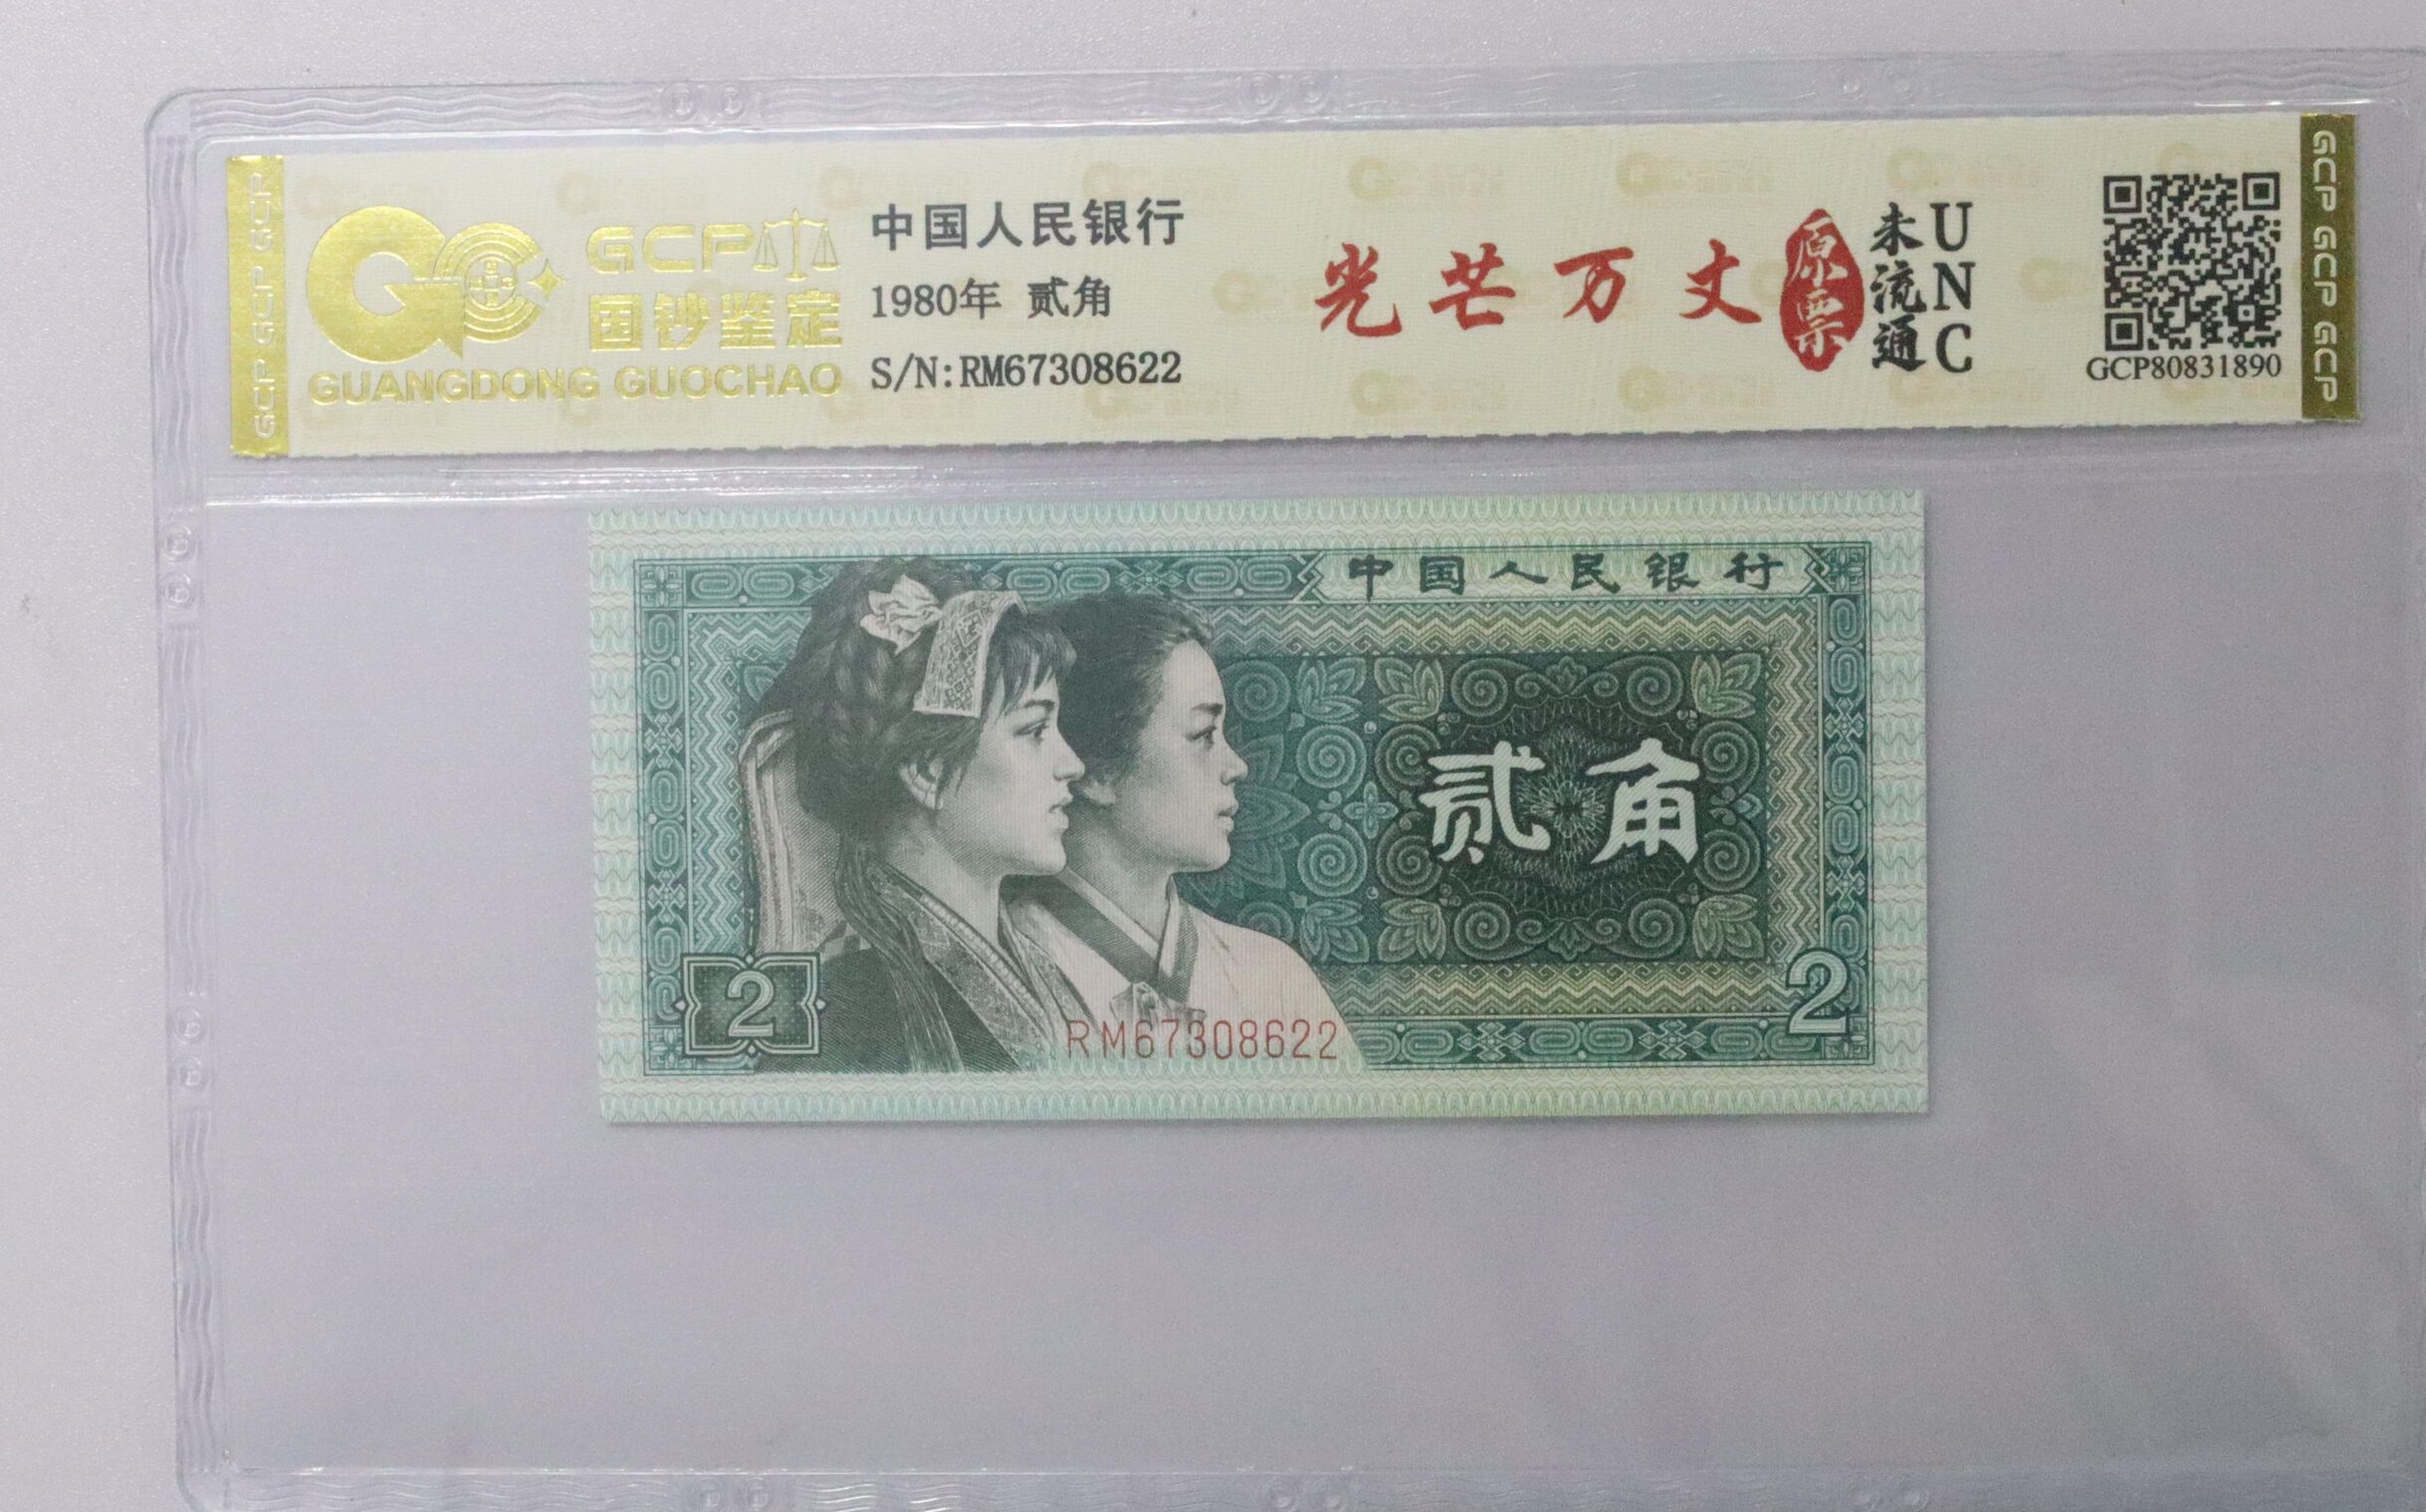 GCP GCP GCP
GCP
国钞鉴定
GUANGDONG GUOCHAO
中国人民银行
1980年 贰角
S/N:RM67308622
光芒万丈
原票
未流通
UNC
GCP80831890
GCP GCP GCP GCP
中国人民银行
贰角
2
RM67308622
2